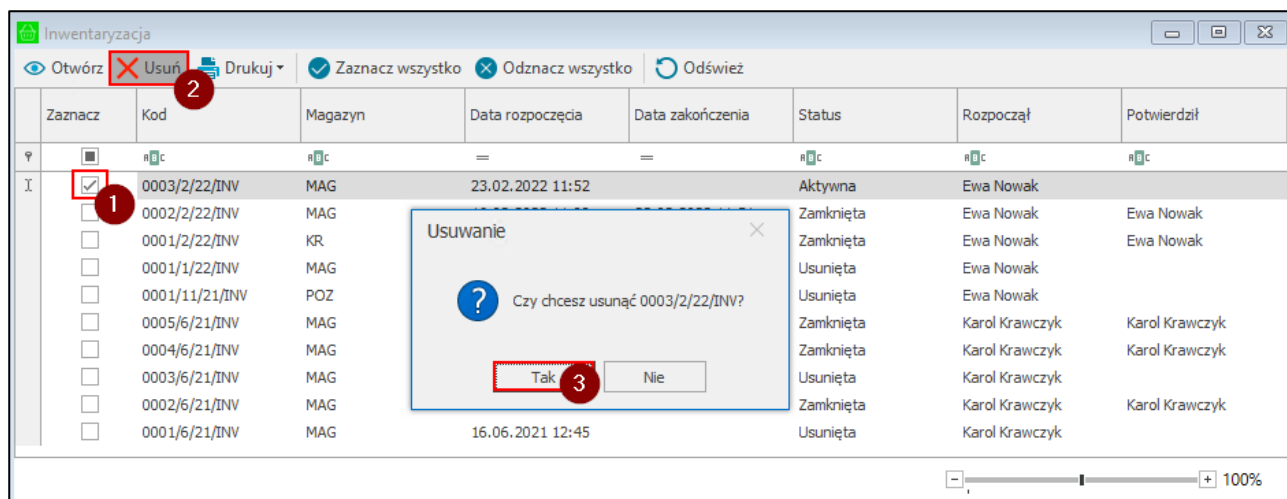 Inwentaryzacja
Otwórz Usuń Drukuj Zaznacz wszystko Odznacz wszystko Odśwież
2
Zaznacz Kod Magazyn Data rozpoczęcia Data zakończenia Status Rozpoczął Potwierdził
ABC ABC = = ABC ABC ABC
0003/2/22/INV MAG 23.02.2022 11:52 Aktywna Ewa Nowak
1
0002/2/22/INV MAG Zamknięta Ewa Nowak Ewa Nowak
0001/2/22/INV KR Zamknięta Ewa Nowak Ewa Nowak
0001/1/22/INV MAG Usunięta Ewa Nowak
0001/11/21/INV POZ Usunięta Ewa Nowak
0005/6/21/INV MAG Zamknięta Karol Krawczyk Karol Krawczyk
0004/6/21/INV MAG Zamknięta Karol Krawczyk Karol Krawczyk
0003/6/21/INV MAG Usunięta Karol Krawczyk
0002/6/21/INV MAG Zamknięta Karol Krawczyk Karol Krawczyk
0001/6/21/INV MAG 16.06.2021 12:45 Usunięta Karol Krawczyk
Usuwanie
? Czy chcesz usunąć 0003/2/22/INV?
Tak 3 Nie
- + 100%